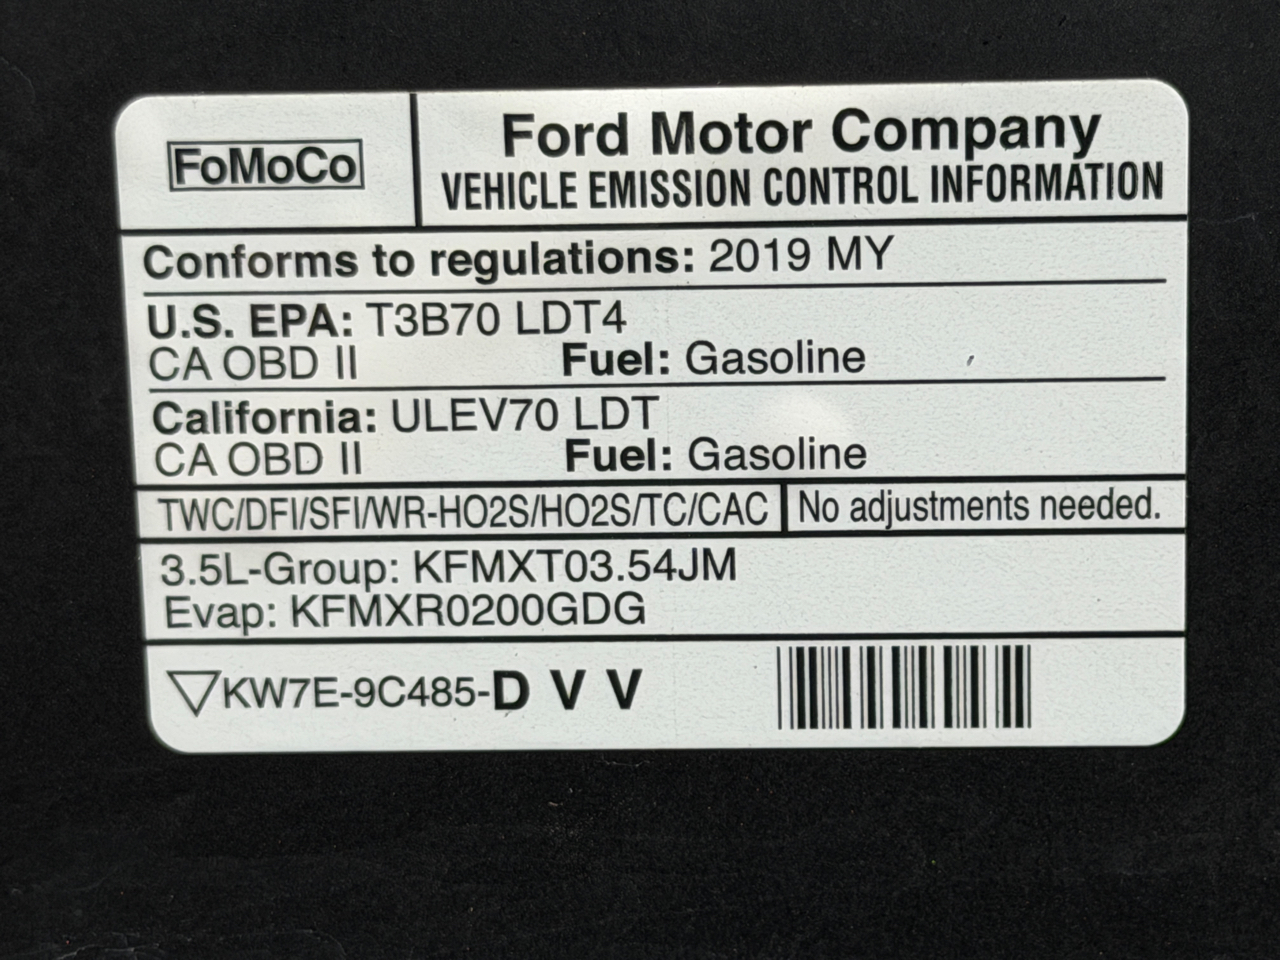 FoMoCo
Ford Motor Company
VEHICLE EMISSION CONTROL INFORMATION
Conforms to regulations: 2019 MY
U.S. EPA: T3B70 LDT4
CA OBD II Fuel: Gasoline
California: ULEV70 LDT
CA OBD II Fuel: Gasoline
TWC/DFI/SFI/WR-HO2S/HO2S/TC/CAC No adjustments needed.
3.5L-Group: KFMXT03.54JM
Evap: KFMXR0200GDG
▽KW7E-9C485-D V V